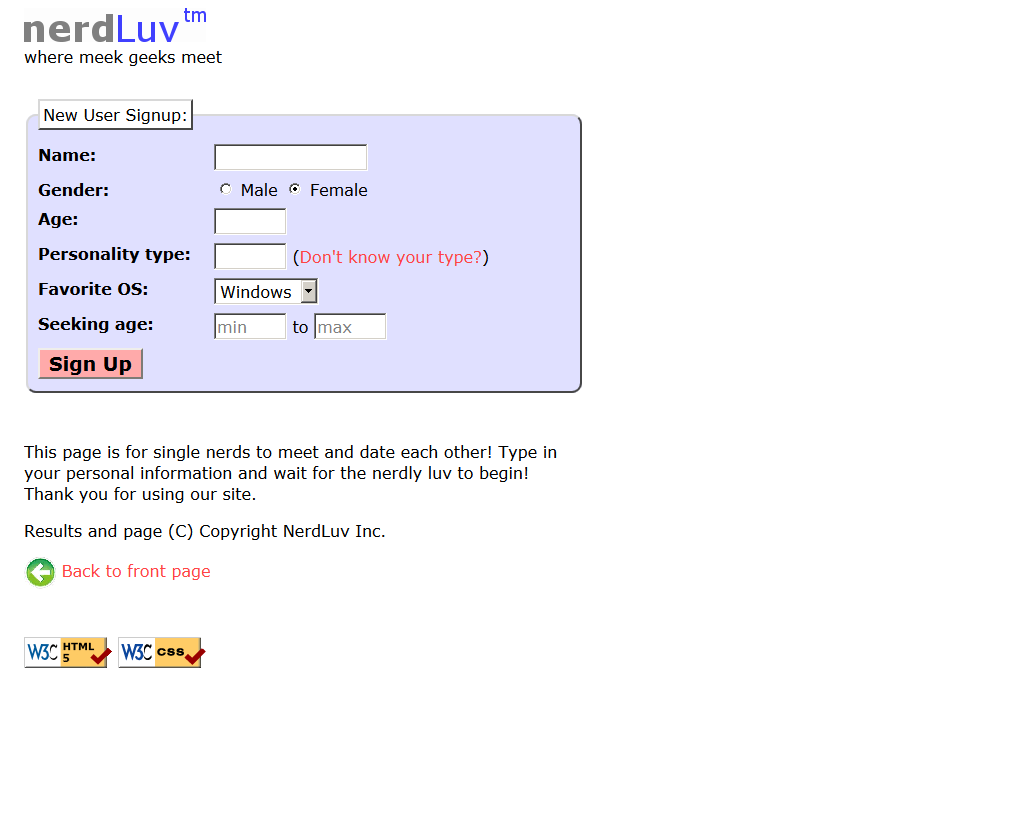 nerdLuv tm
where meek geeks meet
New User Signup:
Name:
Gender: Male Female
Age:
Personality type: (Don't know your type?)
Favorite OS: Windows
Seeking age: min to max
Sign Up
This page is for single nerds to meet and date each other! Type in
your personal information and wait for the nerdly luv to begin!
Thank you for using our site.
Results and page (C) Copyright NerdLuv Inc.
Back to front page
W3C HTML 5 W3C css